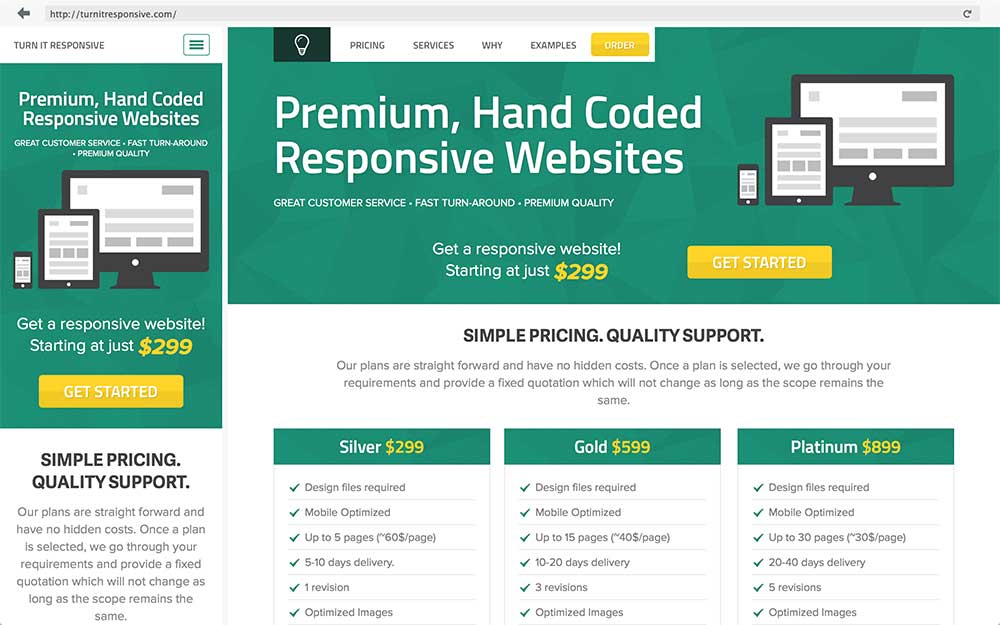 http://turnitresponsive.com/
TURN IT RESPONSIVE
Premium, Hand Coded
Responsive Websites
GREAT CUSTOMER SERVICE • FAST TURN-AROUND
• PREMIUM QUALITY
Get a responsive website!
Starting at just $299
GET STARTED
SIMPLE PRICING.
QUALITY SUPPORT.
Our plans are straight forward and
have no hidden costs. Once a plan
is selected, we go through your
requirements and provide a fixed
quotation which will not change as
long as the scope remains the
same.
PRICING SERVICES WHY EXAMPLES ORDER
Premium, Hand Coded
Responsive Websites
GREAT CUSTOMER SERVICE • FAST TURN-AROUND • PREMIUM QUALITY
Get a responsive website!
Starting at just $299
GET STARTED
SIMPLE PRICING. QUALITY SUPPORT.
Our plans are straight forward and have no hidden costs. Once a plan is selected, we go through your
requirements and provide a fixed quotation which will not change as long as the scope remains the
same.
Silver $299
Design files required
Mobile Optimized
Up to 5 pages (~60$/page)
5-10 days delivery.
1 revision
Optimized Images
Gold $599
Design files required
Mobile Optimized
Up to 15 pages (~40$/page)
10-20 days delivery
3 revisions
Optimized Images
Platinum $899
Design files required
Mobile Optimized
Up to 30 pages (~30$/page)
20-40 days delivery
5 revisions
Optimized Images